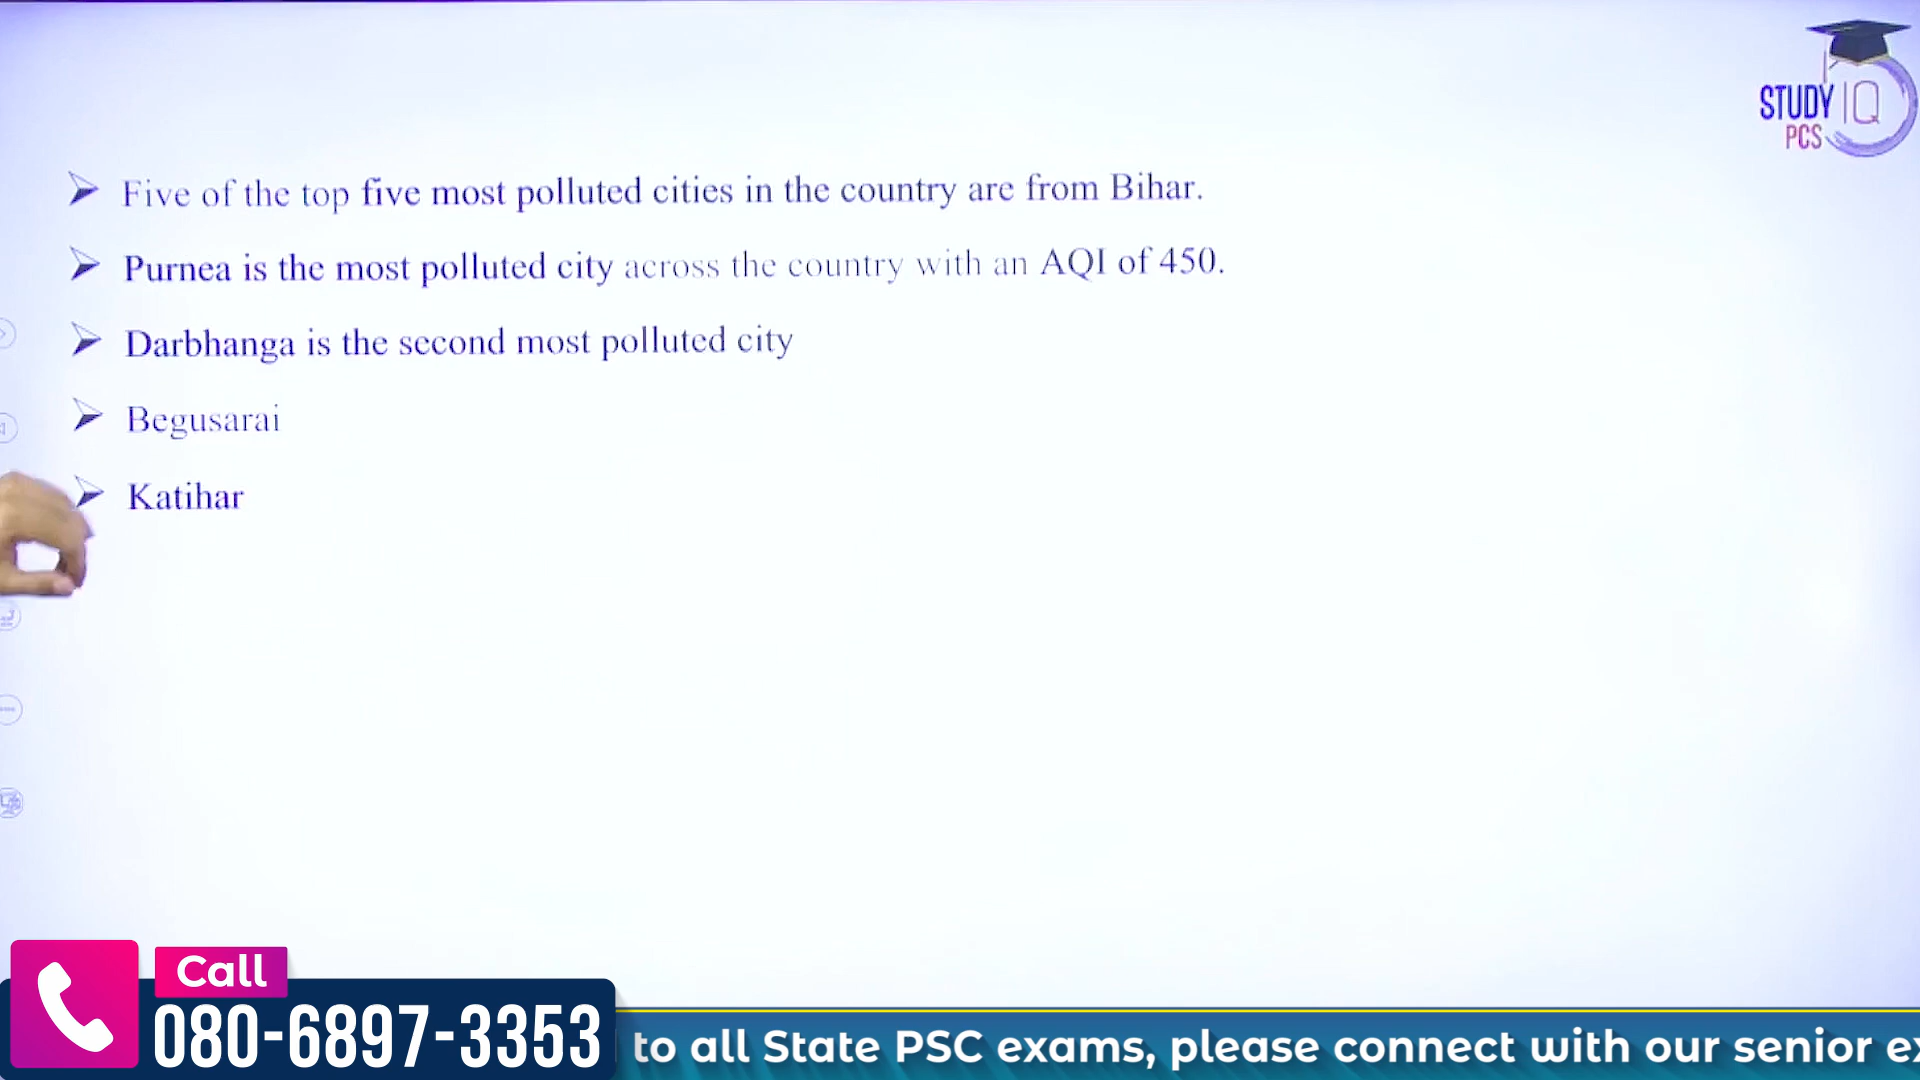 STUDY IQ
PCS
Five of the top five most polluted cities in the country are from Bihar.
Purnea is the most polluted city across the country with an AQI of 450.
Darbhanga is the second most polluted city
Begusarai
Katihar
Call
080-6897-3353
to all State PSC exams, please connect with our senior ex